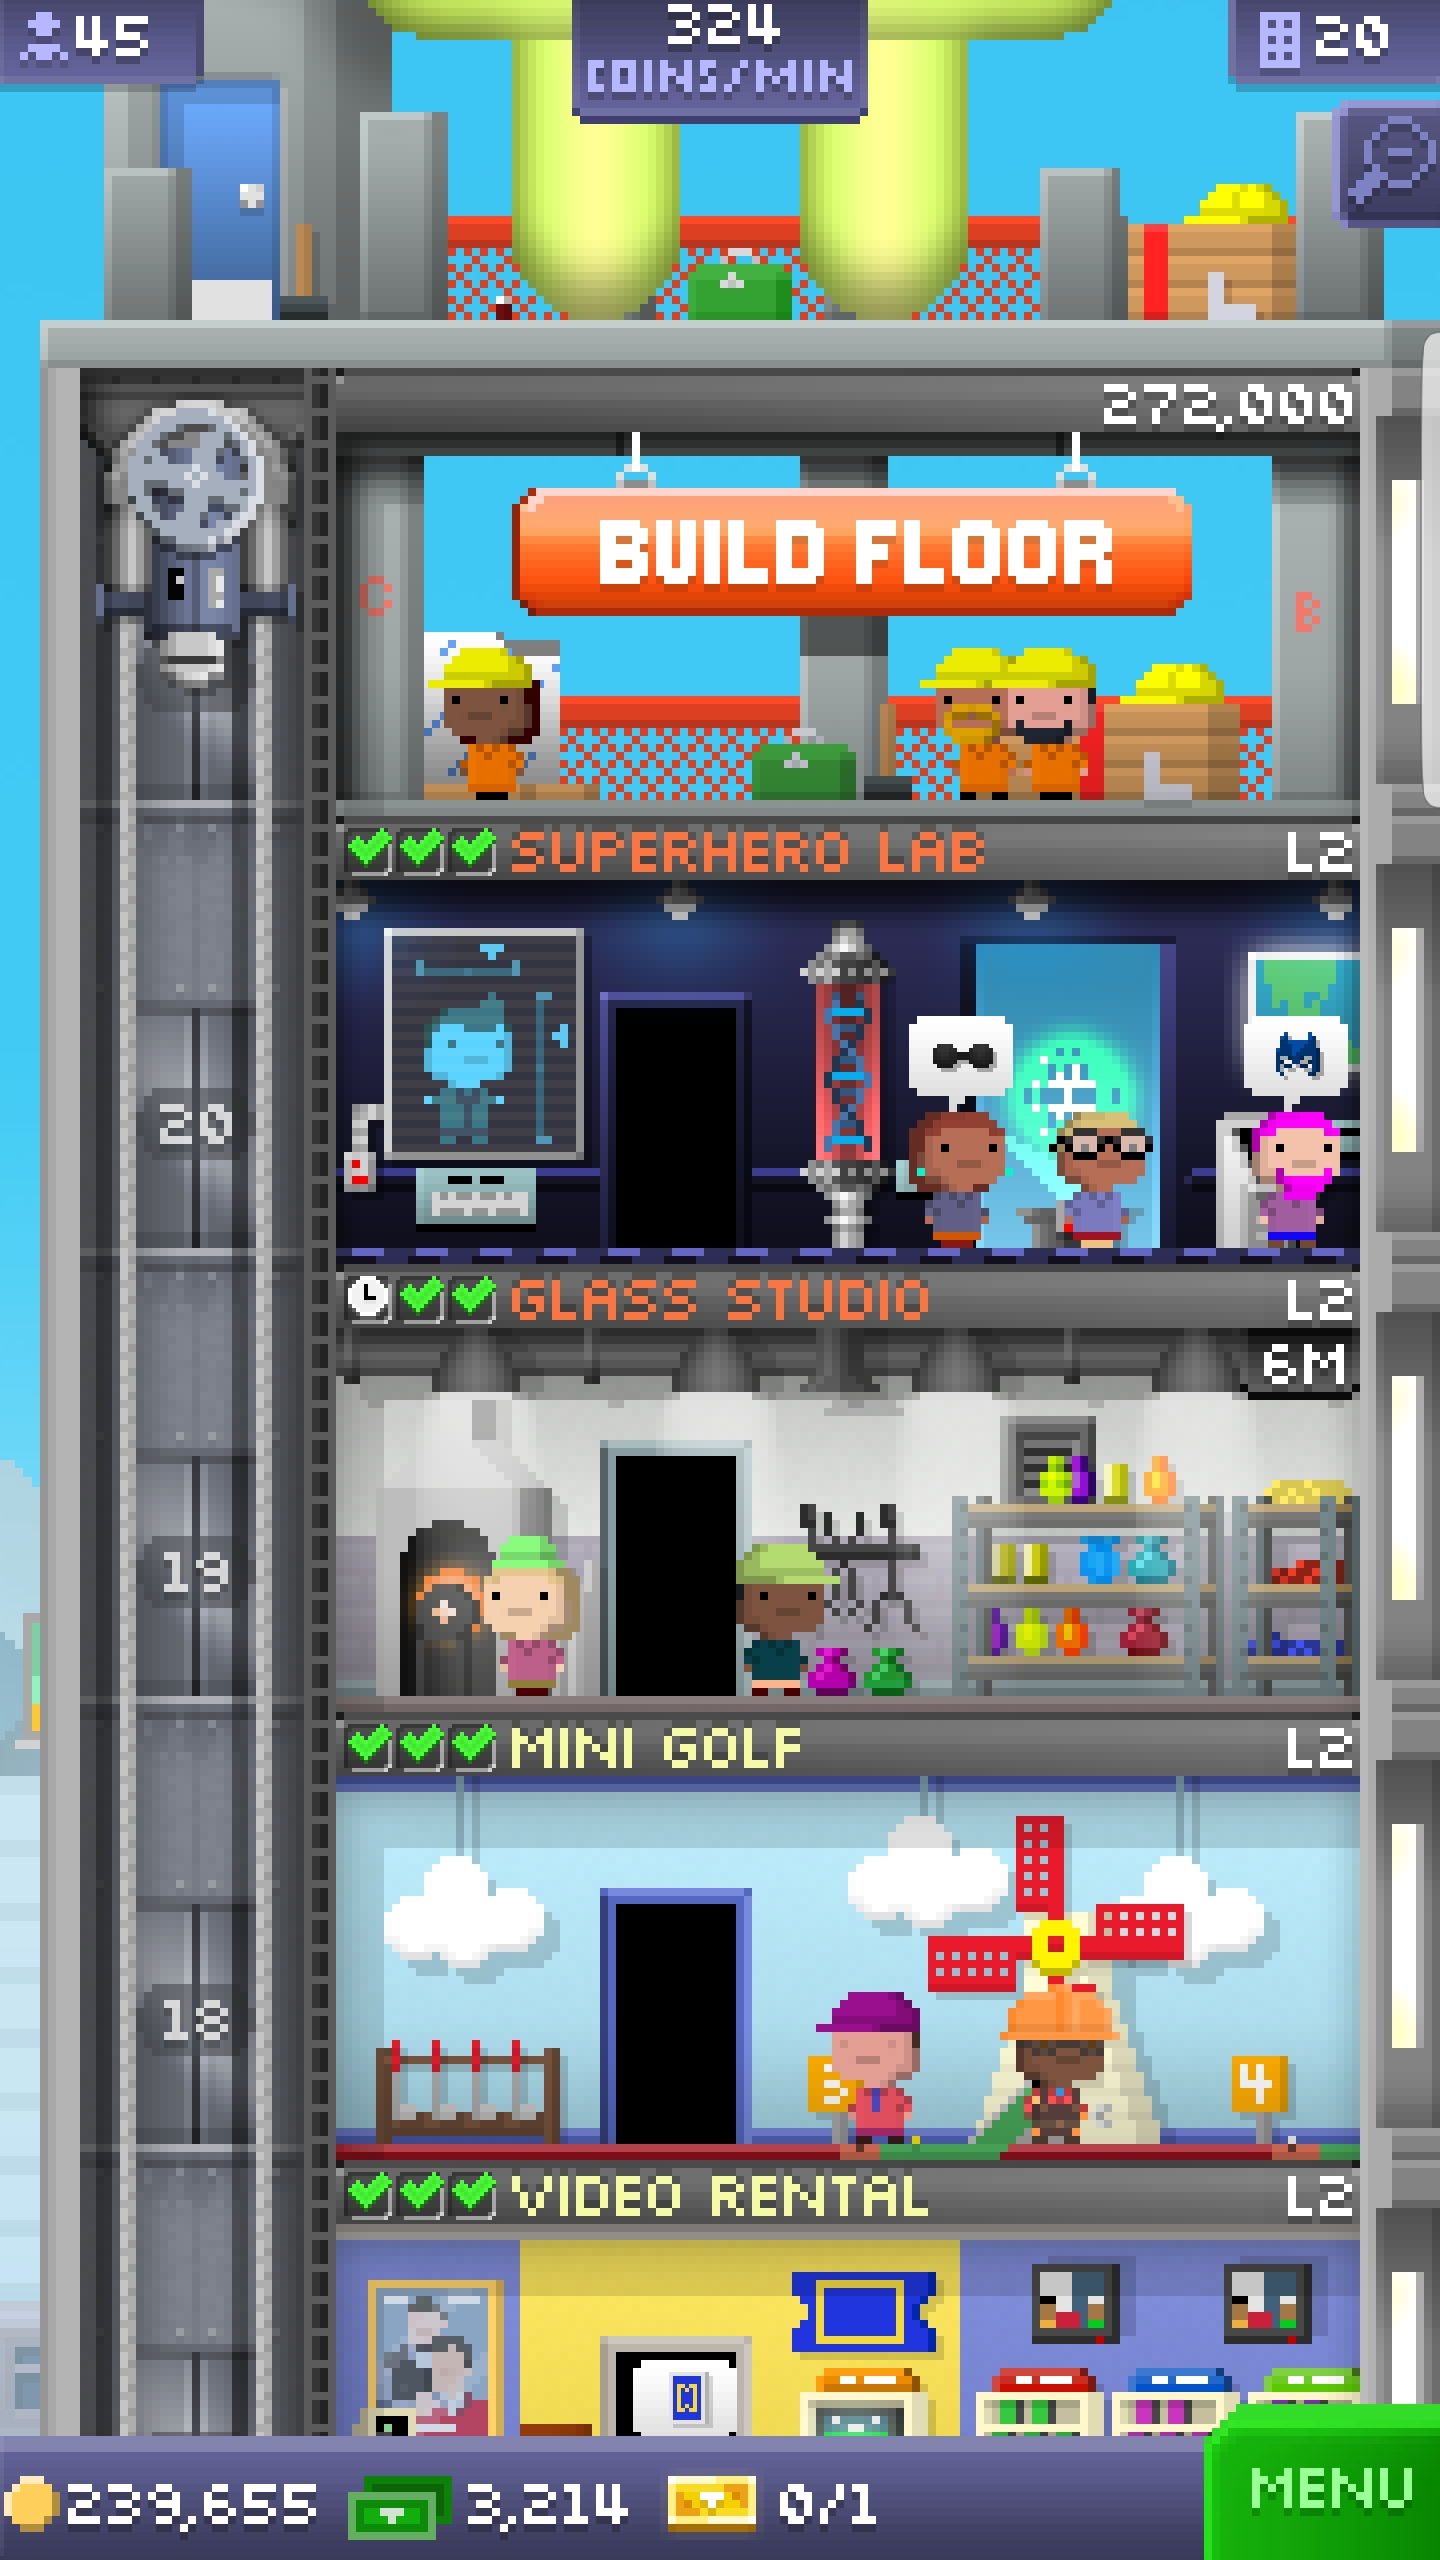 45
324
COINS/MIN
20
272,000
BUILD FLOOR
C
B
SUPERHERO LAB L2
20
GLASS STUDIO L2
6M
19
MINI GOLF L2
18
3
4
VIDEO RENTAL L2
239,655 3,214 0/1
MENU